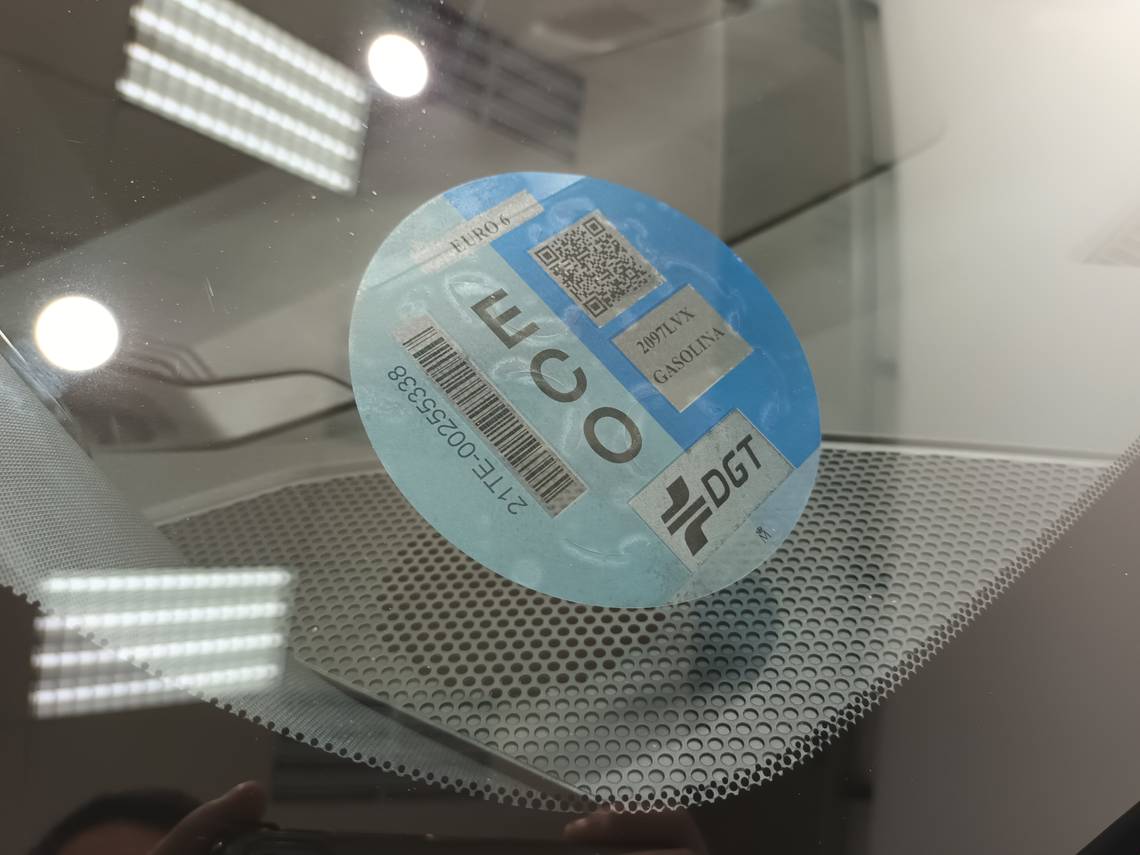 EURO 6
2097LVX
GASOLINA
ECO
21TE-00255338
DGT
M